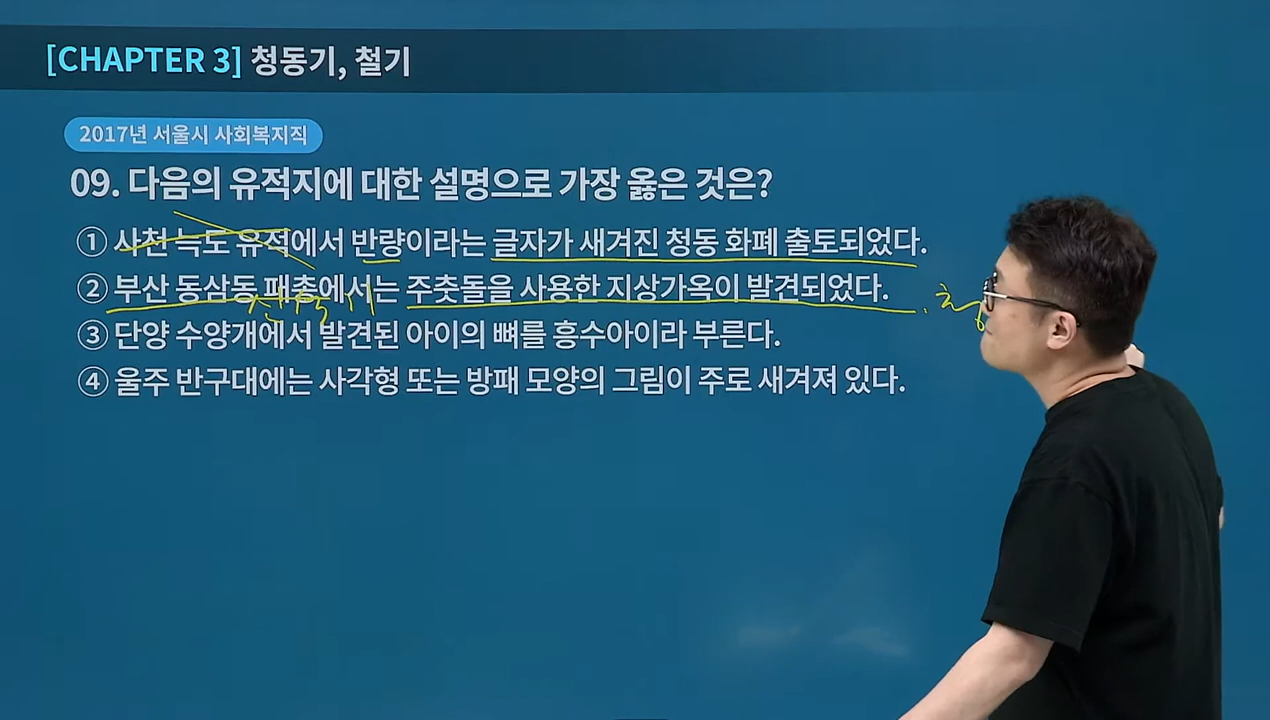 [CHAPTER 3] 청동기, 철기
2017년 서울시 사회복지직
09. 다음의 유적지에 대한 설명으로 가장 옳은 것은?
① 사천 늑도 유적에서 반량이라는 글자가 새겨진 청동 화폐 출토되었다.
② 부산 동삼동 패총에서는 주춧돌을 사용한 지상가옥이 발견되었다.
신석기
청
③ 단양 수양개에서 발견된 아이의 뼈를 흥수아이라 부른다.
④ 울주 반구대에는 사각형 또는 방패 모양의 그림이 주로 새겨져 있다.